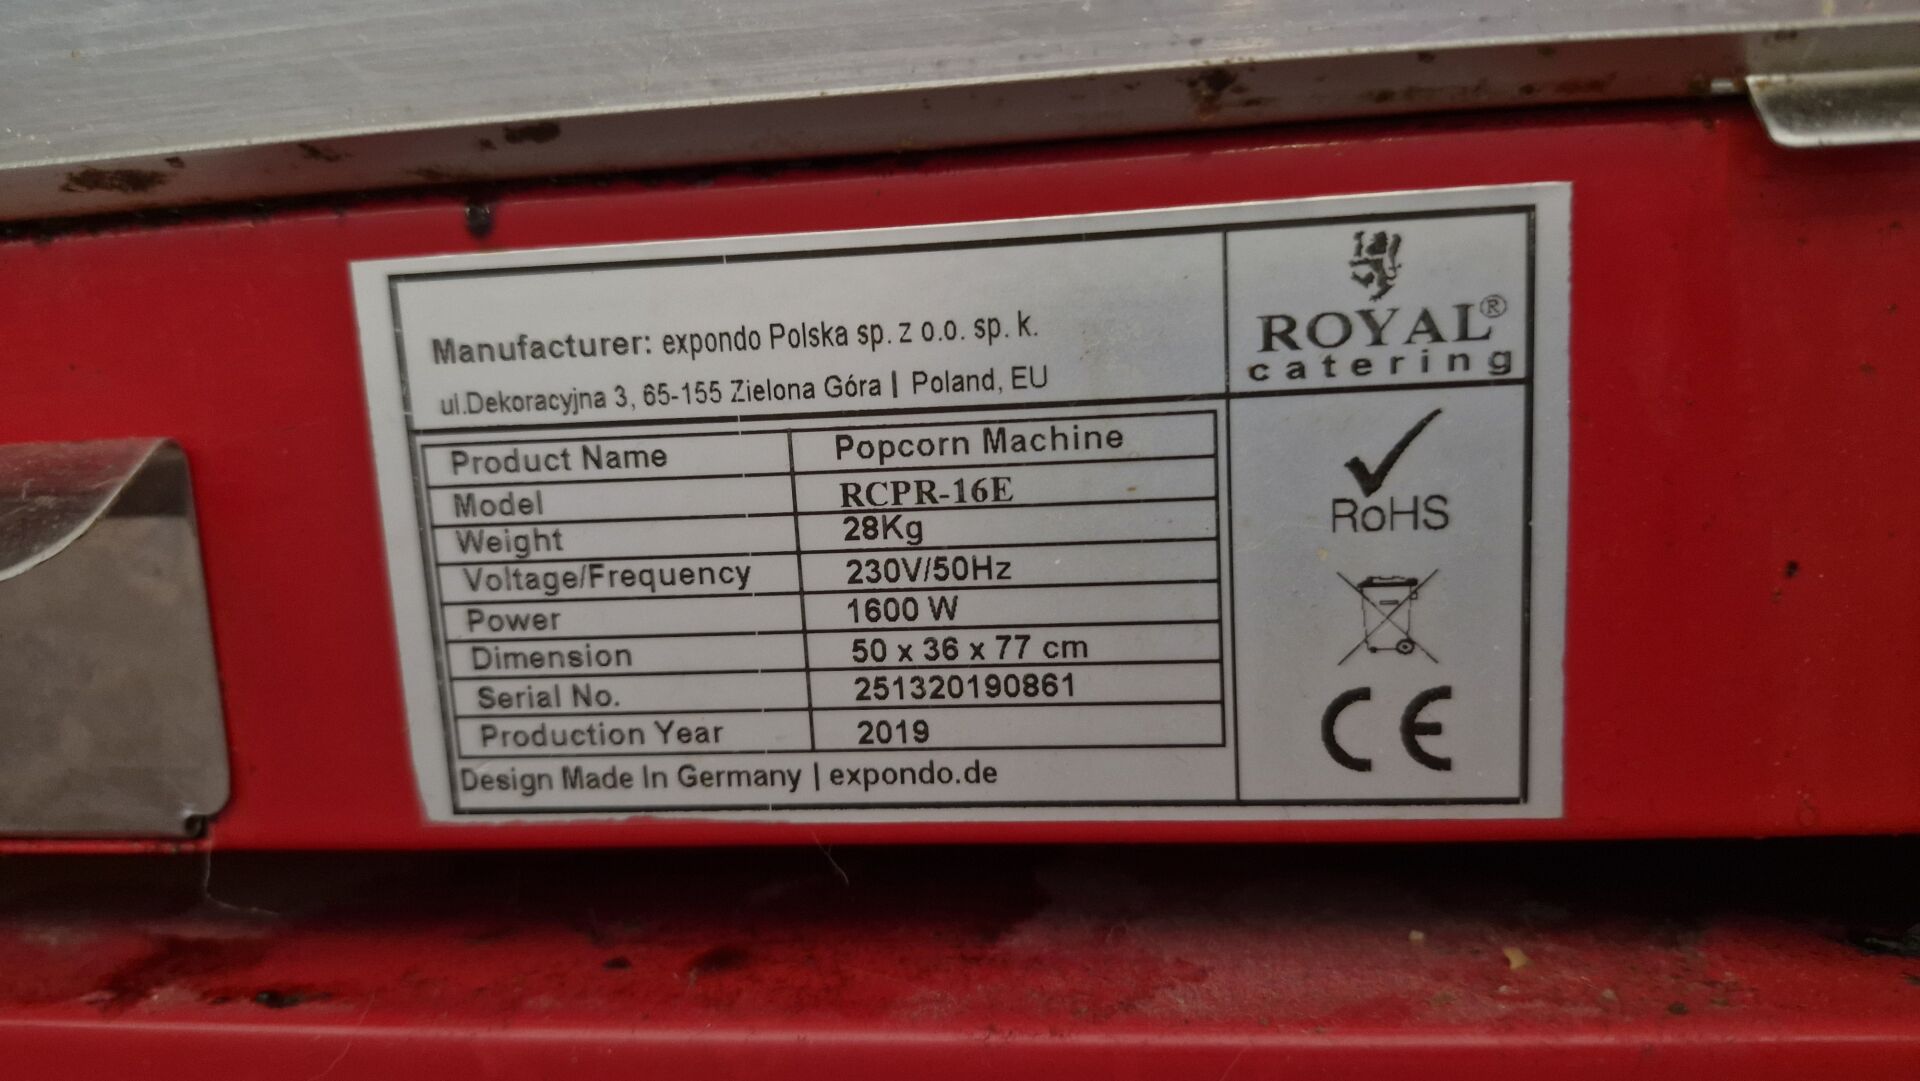 Manufacturer: expondo Polska sp. z o.o. sp. k.
ul.Dekoracyjna 3, 65-155 Zielona Góra | Poland, EU
ROYAL®
catering
Product Name Popcorn Machine
Model RCPR-16E
Weight 28Kg
Voltage/Frequency 230V/50Hz
Power 1600 W
Dimension 50 x 36 x 77 cm
Serial No. 251320190861
Production Year 2019
Design Made In Germany | expondo.de
RoHS
CE